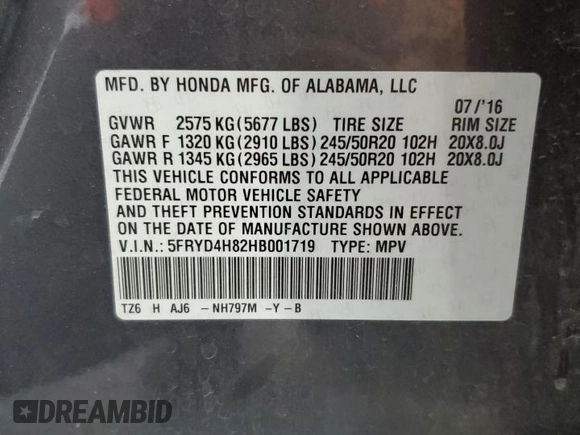 MFD. BY HONDA MFG. OF ALABAMA, LLC
07 /'16
GVWR 2575 KG(5677 LBS) TIRE SIZE RIM SIZE
GAWR F 1320 KG(2910 LBS)245/50R20 102H 20X8.0J
GAWR R 1345 KG(2965 LBS)245/50R20 102H 20X8.0J
THIS VEHICLE CONFORMS TO ALL APPLICABLE
FEDERAL MOTOR VEHICLE SAFETY
AND THEFT PREVENTION STANDARDS IN EFFECT
ON THE DATE OF MANUFACTURE SHOWN ABOVE.
V.I.N.: 5FRYD4H82HB001719 TYPE: MPV
TZ6 H AJ6 -NH797M -Y-B
DREAMBID